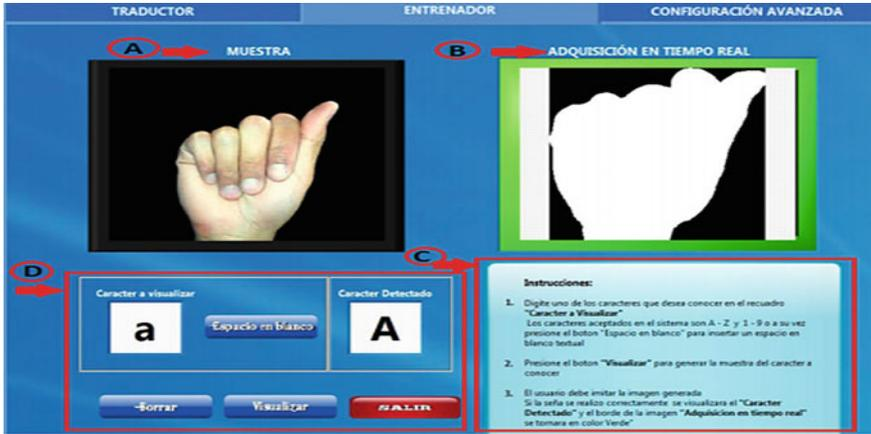 TRADUCTOR
ENTRENADOR
CONFIGURACIÓN AVANZADA
A
MUESTRA
B
ADQUISICIÓN EN TIEMPO REAL
C
D
Caracter a visualizar
Caracter Detectado
a
Espacio en blanco
A
Borrar
Visualizar
SALIR
Instrucciones:
1. Digite uno de los caracteres que desea conocer en el recuadro
"Caracter a Visualizar"
Los caracteres aceptados en el sistema son A - Z y 1 - 9 o a su vez
presione el boton "Espacio en blanco" para insertar un espacio en
blanco textual
2. Presione el boton "Visualizar" para generar la muestra del caracter a
conocer
3. El usuario debe imitar la imagen generada
Si la seña se realizo correctamente se visualizara el "Caracter
Detectado" y el borde de la imagen "Adquisicion en tiempo real"
se tornara en color Verde"